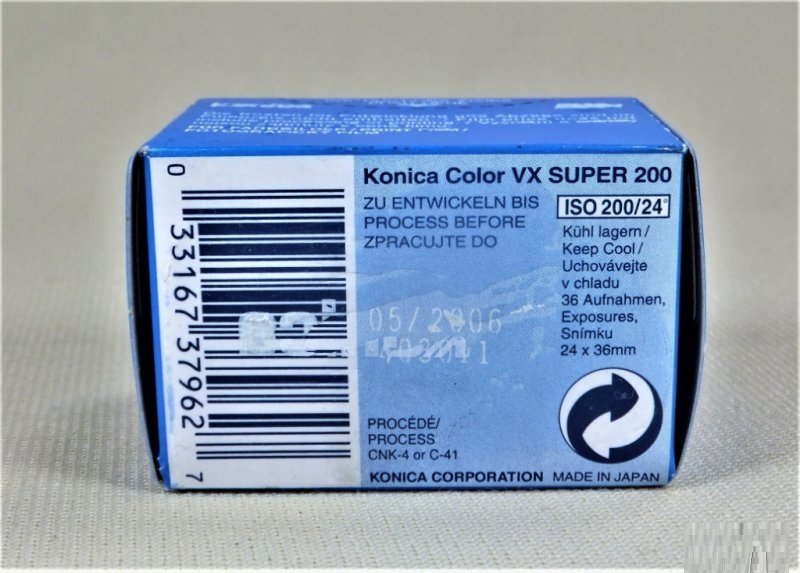 Konica Color VX SUPER 200
ZU ENTWICKELN BIS
PROCESS BEFORE
ZPRACUJTE DO
ISO 200/24°
Kühl lagern /
Keep Cool /
Uchovávejte
v chladu
36 Aufnahmen,
Exposures,
Snímku
24 x 36mm
05/2006
PROCÉDÉ/
PROCESS
CNK-4 or C-41
KONICA CORPORATION MADE IN JAPAN
0 33167 37962 7